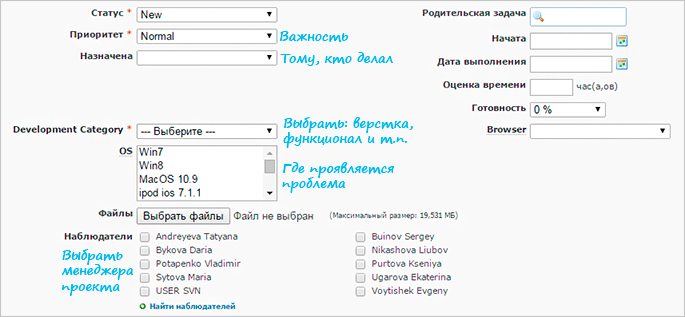 Статус * New
Родительская задача
Приоритет * Normal
Важность
Начата
Назначена
Тому, кто делал
Дата выполнения
Оценка времени час(а,ов)
Готовность 0 %
Development Category * --- Выберите ---
Выбрать: верстка,
функционал и т.п.
Browser
OS
Win7
Win8
MacOS 10.9
ipod ios 7.1.1
Где проявляется
проблема
Файлы Выбрать файлы Файл не выбран (Максимальный размер: 19,531 МБ)
Наблюдатели
Выбрать
менеджера
проекта
Andreyeva Tatyana
Bykova Daria
Potapenko Vladimir
Sytova Maria
USER SVN
Buinov Sergey
Nikashova Liubov
Purtova Kseniya
Ugarova Ekaterina
Voytishek Evgeny
Найти наблюдателей